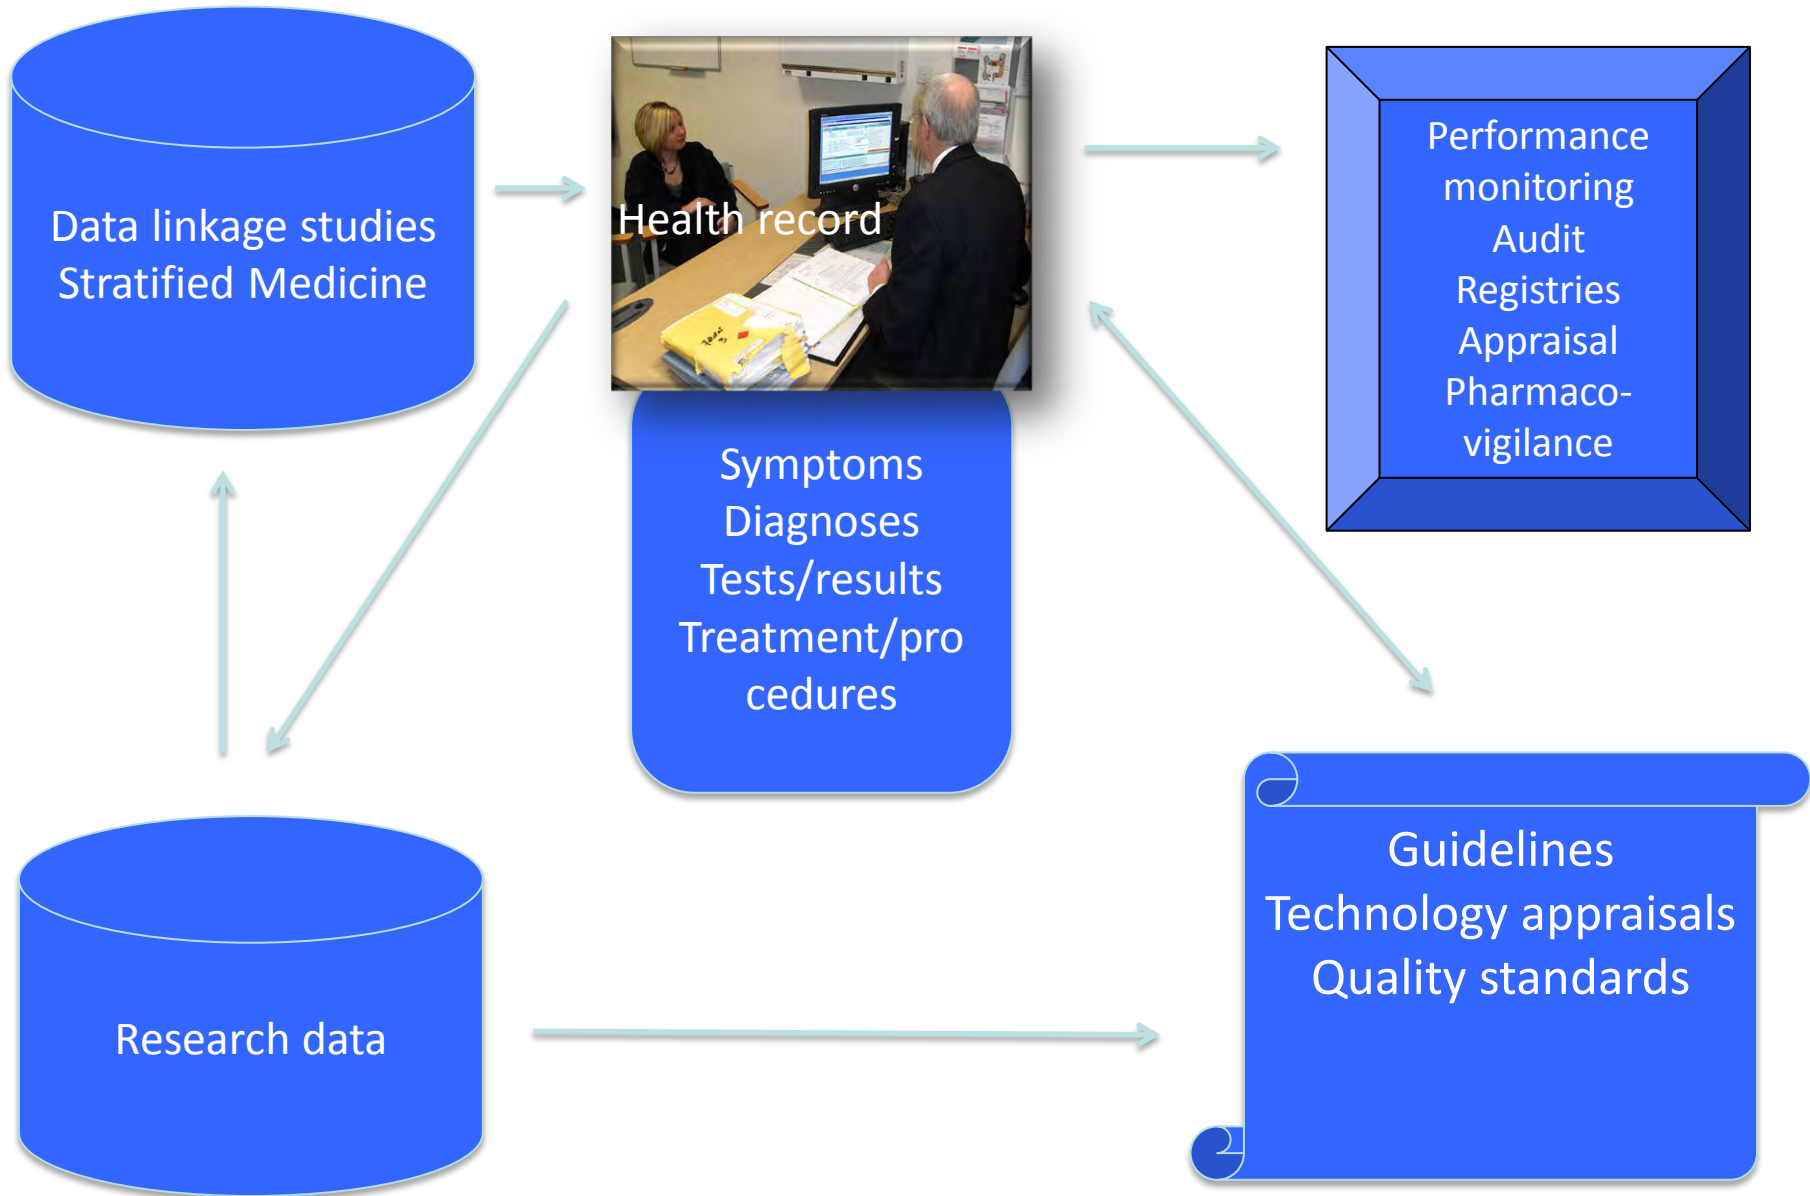 Data linkage studies
Stratified Medicine
Health record
Performance
monitoring
Audit
Registries
Appraisal
Pharmaco-
vigilance
Symptoms
Diagnoses
Tests/results
Treatment/pro
cedures
Research data
Guidelines
Technology appraisals
Quality standards